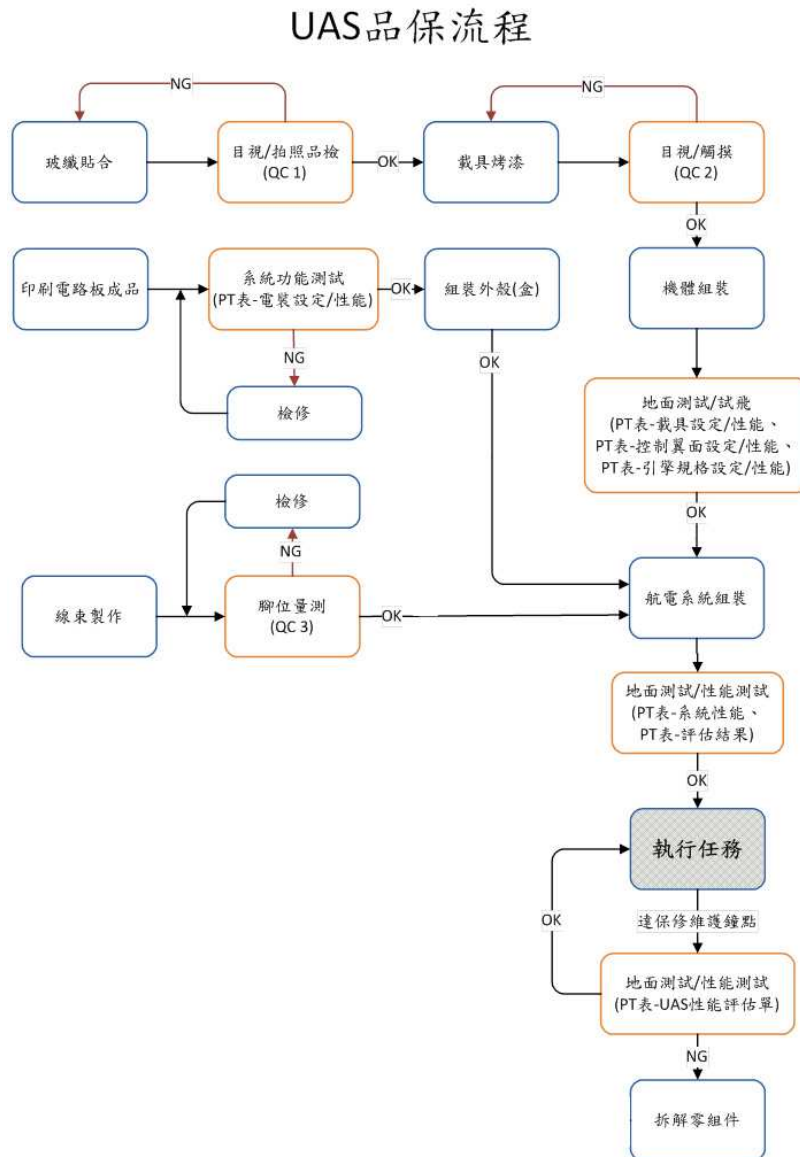 UAS品保流程
NG
NG
玻纖貼合
目視/拍照品檢
(QC 1)
OK
載具烤漆
目視/觸摸
(QC 2)
OK
印刷電路板成品
系統功能測試
(PT表-電裝設定/性能)
OK
組裝外殼(盒)
機體組裝
NG
OK
檢修
地面測試/試飛
(PT表-載具設定/性能、
PT表-控制翼面設定/性能、
PT表-引擎規格設定/性能)
檢修
OK
NG
線束製作
腳位量測
(QC 3)
OK
航電系統組裝
地面測試/性能測試
(PT表-系統性能、
PT表-評估結果)
OK
執行任務
OK
達保修維護鐘點
地面測試/性能測試
(PT表-UAS性能評估單)
NG
拆解零組件